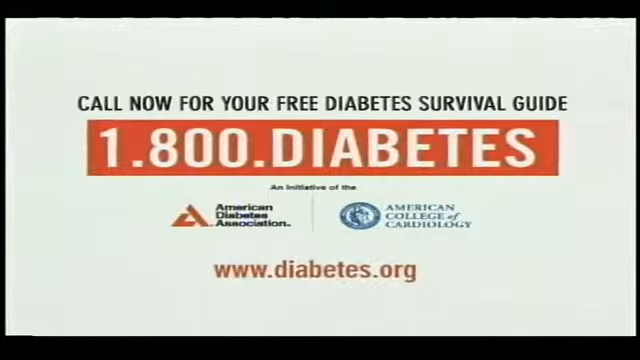 CALL NOW FOR YOUR FREE DIABETES SURVIVAL GUIDE
1.800.DIABETES
An Initiative of the
American
Diabetes
Association.
AMERICAN
COLLEGE of
CARDIOLOGY
www.diabetes.org